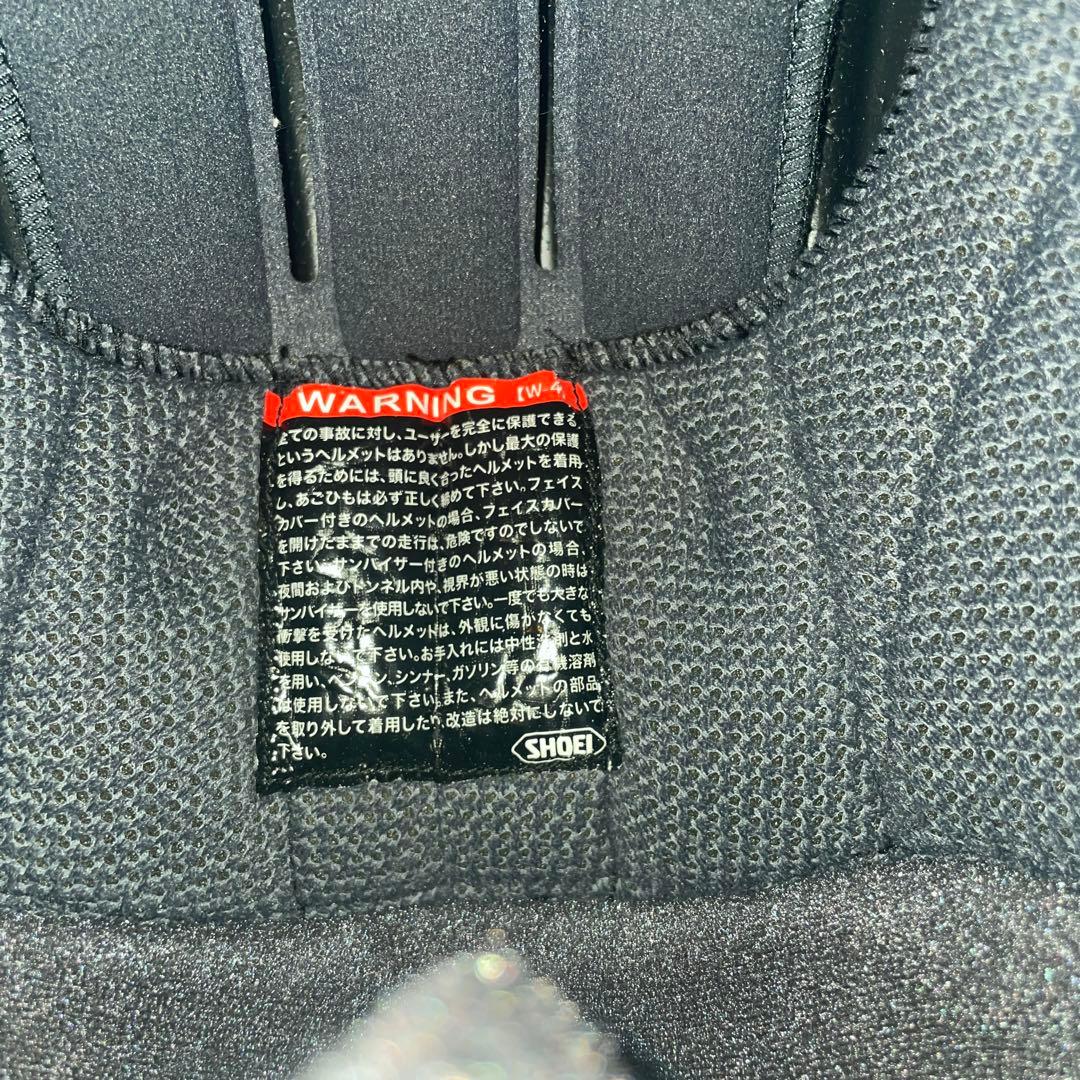 WARNING [W-4
全ての事故に対し、ユーザーを完全に保護できる
というヘルメットはありません。しかし最大の保護
を得るためには、頭に良く合ったヘルメットを着用
し、あごひもは必ず正しく締めて下さい。フェイス
カバー付きのヘルメットの場合、フェイスカバー
を開けたままでの走行は、危険ですのでしないで
下さい。サンバイザー付きのヘルメットの場合、
夜間およびトンネル内や、視界が悪い状態の時は
サンバイザーを使用しないで下さい。一度でも大きな
衝撃を受けたヘルメットは、外観に傷がなくても
使用しないで下さい。お手入れには中性洗剤と水
を用い、ベンジン、シンナー、ガソリン等の有機溶剤
は使用しないで下さい。また、ヘルメットの部品
を取り外して着用したり、改造は絶対にしないで
下さい。
SHOEI